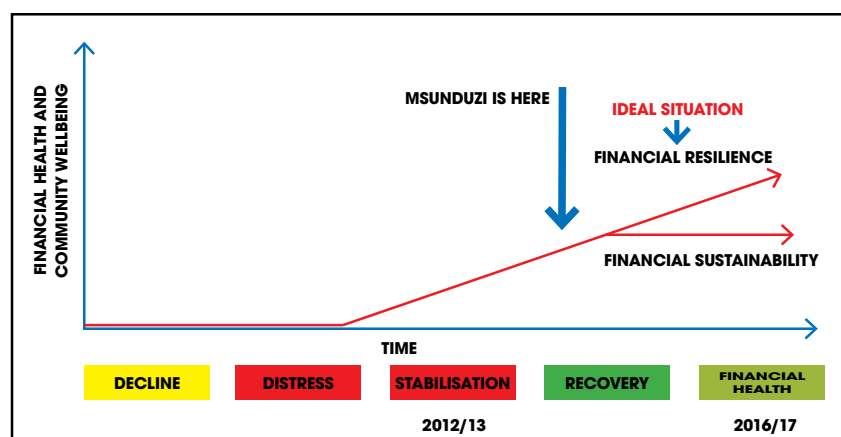 FINANCIAL HEALTH AND
COMMUNITY WELLBEING
MSUNDUZI IS HERE
IDEAL SITUATION
FINANCIAL RESILIENCE
FINANCIAL SUSTAINABILITY
TIME
DECLINE
DISTRESS
STABILISATION
RECOVERY
FINANCIAL
HEALTH
2012/13
2016/17